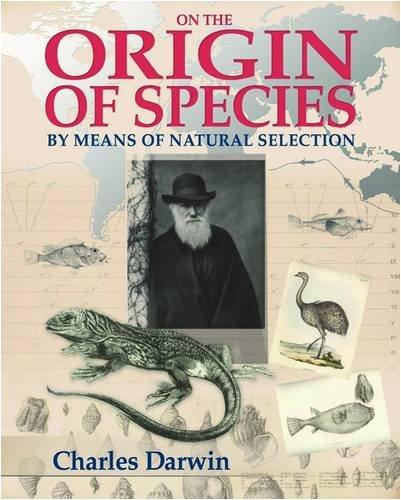 ON THE
ORIGIN
OF SPECIES
BY MEANS OF NATURAL SELECTION
Charles Darwin